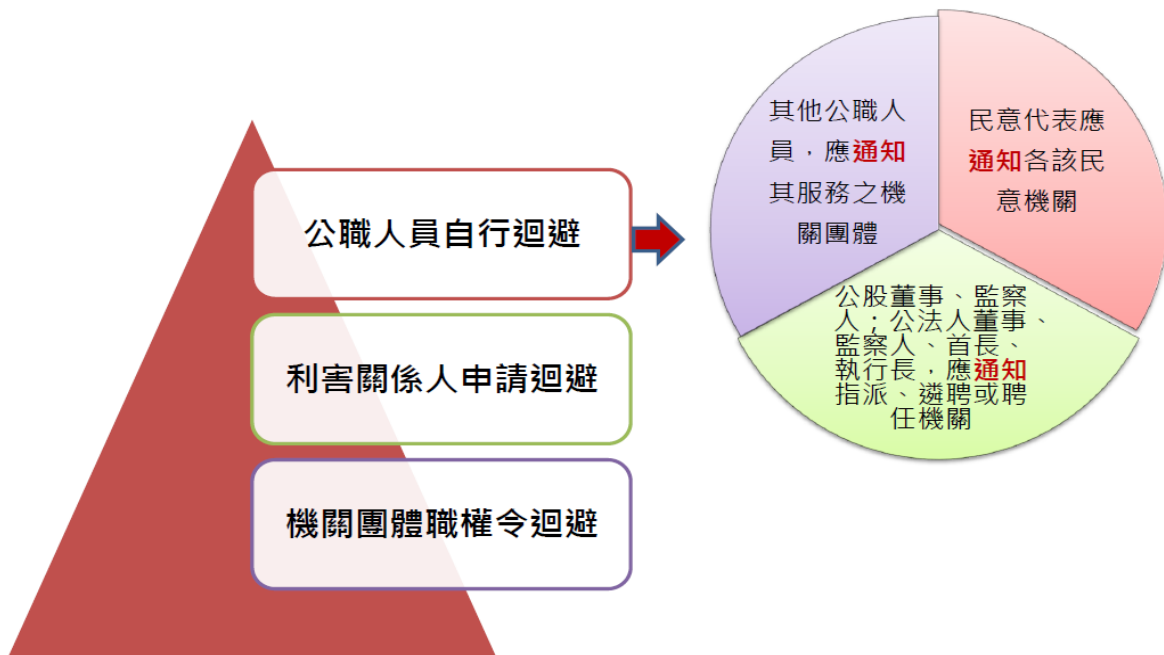 公職人員自行迴避
利害關係人申請迴避
機關團體職權令迴避
其他公職人
員，應通知
其服務之機
關團體
民意代表應
通知各該民
意機關
公股董事、監察
人；公法人董事、
監察人、首長、
執行長，應通知
指派、遴聘或聘
任機關